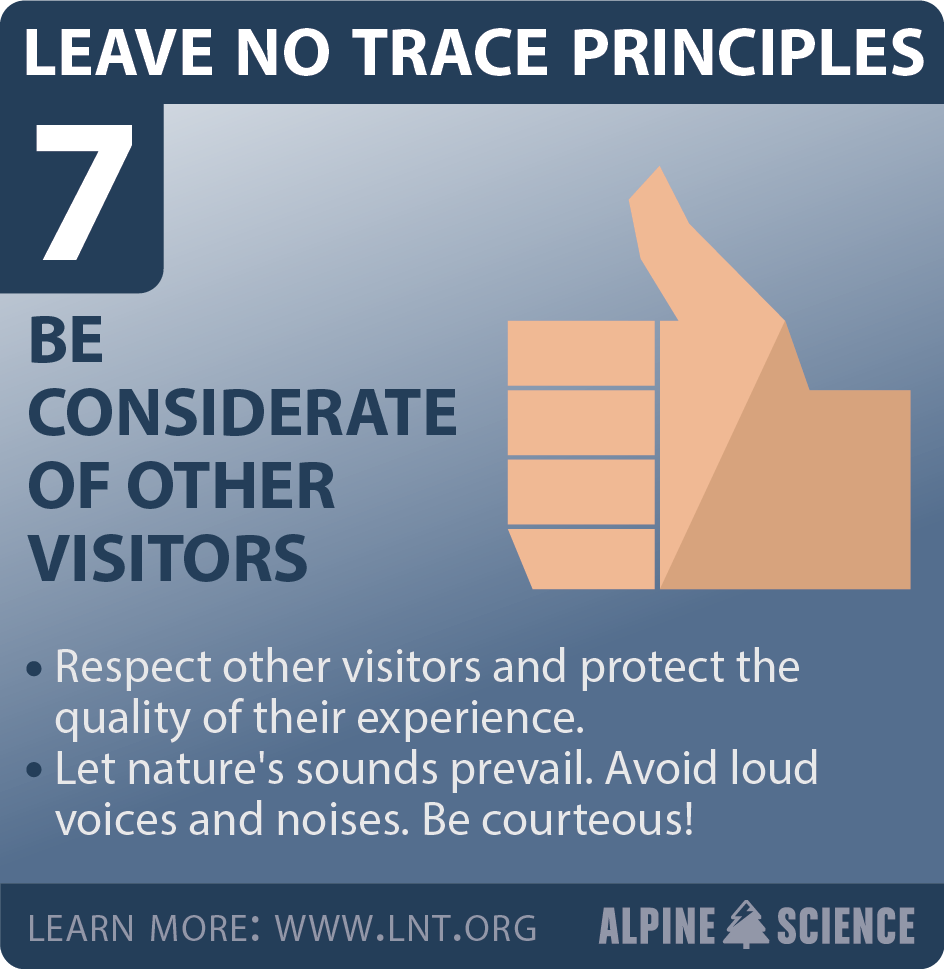 LEAVE NO TRACE PRINCIPLES
7
BE
CONSIDERATE
OF OTHER
VISITORS
• Respect other visitors and protect the
quality of their experience.
• Let nature's sounds prevail. Avoid loud
voices and noises. Be courteous!
LEARN MORE: WWW.LNT.ORG
ALPINE SCIENCE